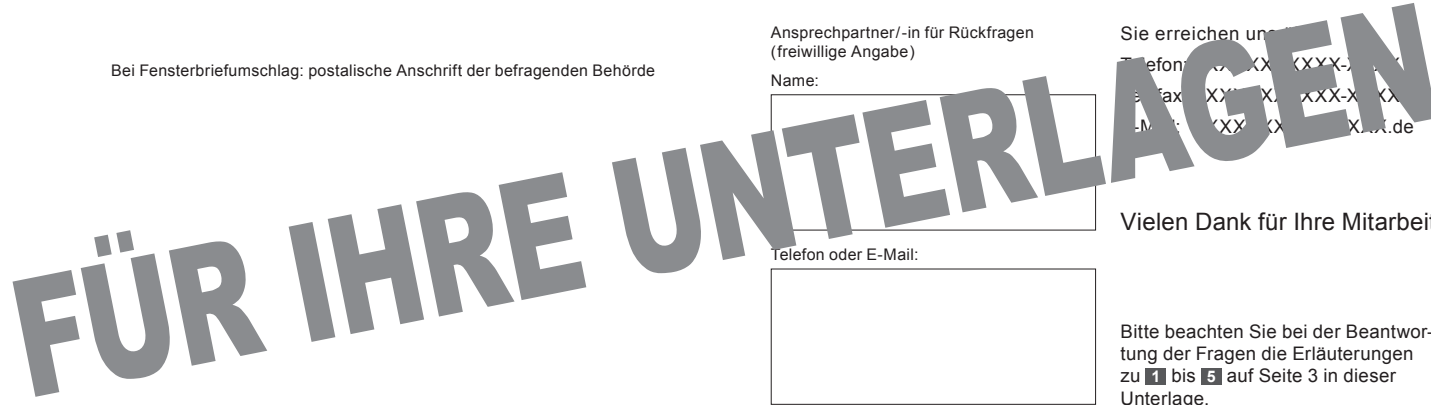 Bei Fensterbriefumschlag: postalische Anschrift der befragenden Behörde
Ansprechpartner/-in für Rückfragen
(freiwillige Angabe)
Name:
Telefon oder E-Mail:
Sie erreichen uns
Vielen Dank für Ihre Mitarbeit
Bitte beachten Sie bei der Beantwor-
tung der Fragen die Erläuterungen
zu 1 bis 5 auf Seite 3 in dieser
Unterlage.
FÜR IHRE UNTERLAGEN